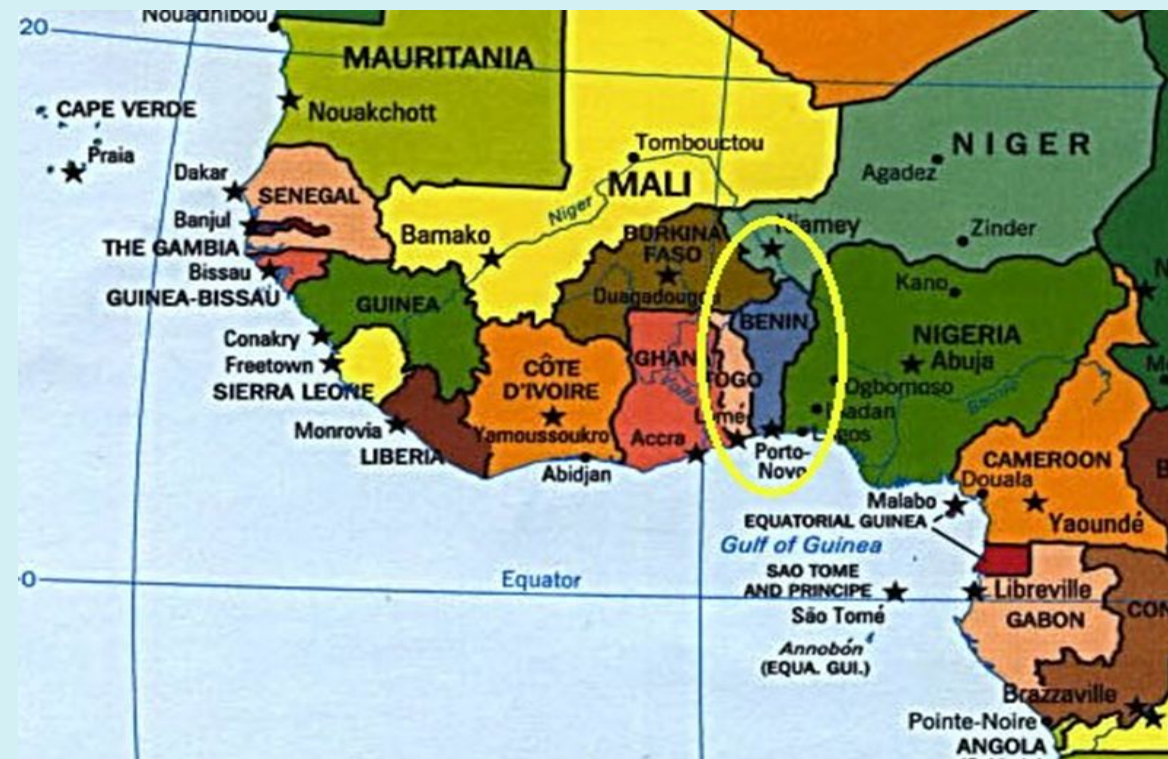 Nouadhibou
20
MAURITANIA
CAPE VERDE
Nouakchott
Praia
Tombouctou
NIGER
Agadez
Dakar
SENEGAL
MALI
Niger
Banjul
THE GAMBIA
Bamako
BURKINA
FASO
Niamey
Zinder
Bissau
GUINEA-BISSAU
GUINEA
Ouagadougou
Kano
BENIN
NIGERIA
Abuja
Conakry
Freetown
SIERRA LEONE
CÔTE
D'IVOIRE
GHANA
TOGO
Ogbomoso
Ibadan
Lagos
Lomé
Monrovia
LIBERIA
Yamoussoukro
Accra
Abidjan
Porto-
Novo
CAMEROON
Douala
Yaoundé
Malabo
EQUATORIAL GUINEA
Gulf of Guinea
0
Equator
SAO TOME
AND PRINCIPE
São Tomé
Libreville
GABON
CON
Annobón
(EQUA. GUI.)
Brazzaville
Pointe-Noire
ANGOLA